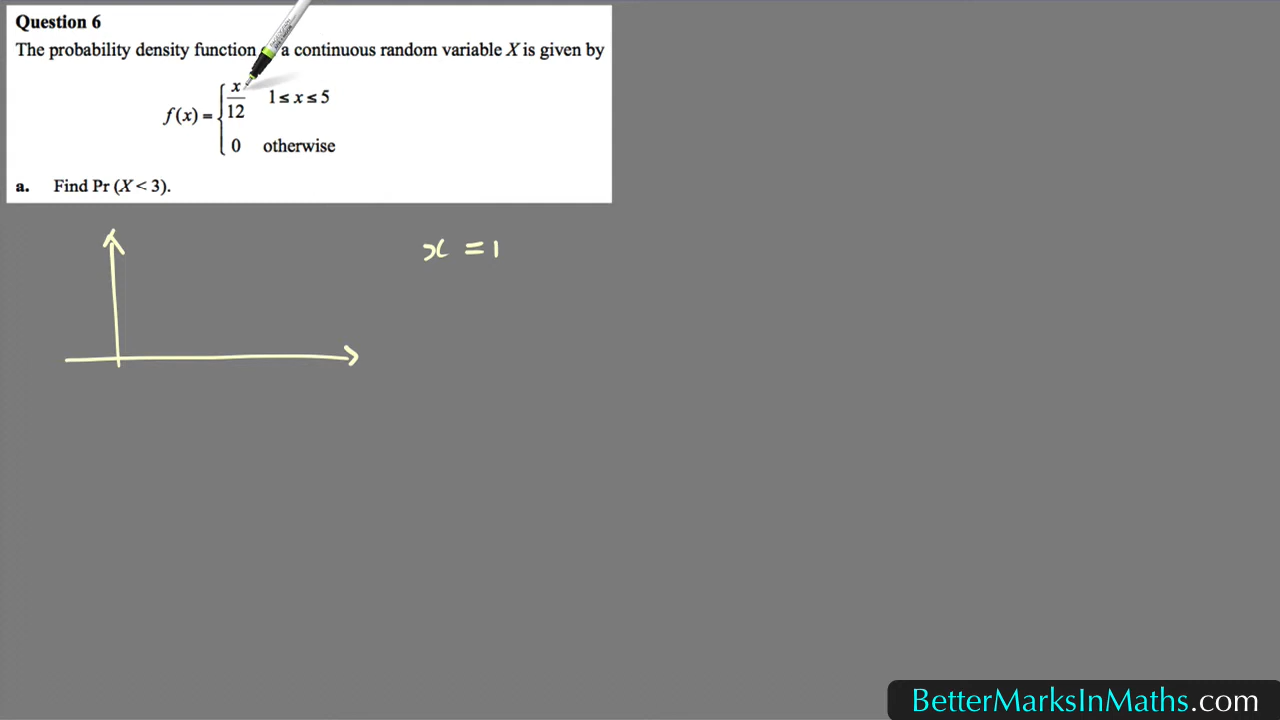 Question 6
The probability density function a continuous random variable X is given by
f(x) = { x/12 1 ≤ x ≤ 5
0 otherwise
a. Find Pr (X < 3).
x = 1
BetterMarksInMaths.com